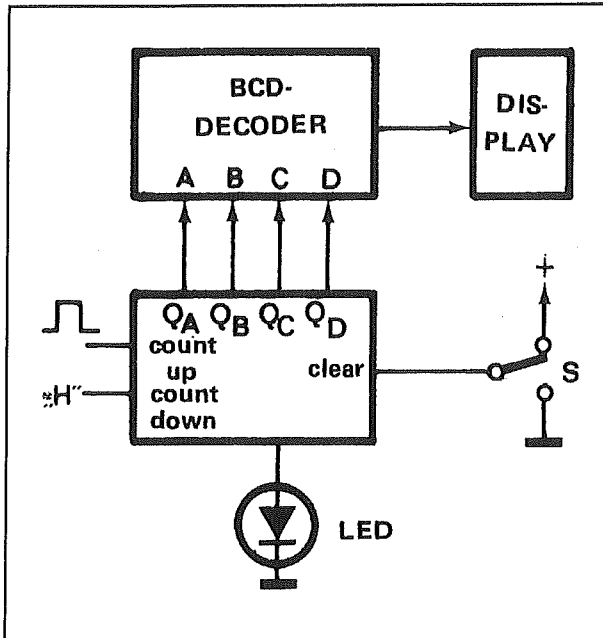 BCD-
DECODER
A B C D
DIS-
PLAY
QA QB QC QD
count
up
count
down
clear
"H"
+
S
LED